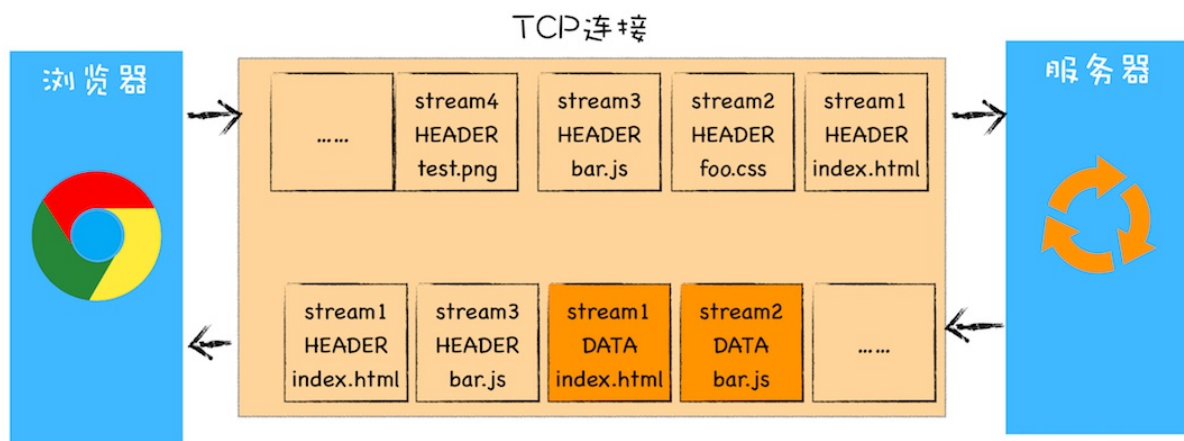 TCP连接
浏览器
服务器
……
stream4
HEADER
test.png
stream3
HEADER
bar.js
stream2
HEADER
foo.css
stream1
HEADER
index.html
stream1
HEADER
index.html
stream3
HEADER
bar.js
stream1
DATA
index.html
stream2
DATA
bar.js
……